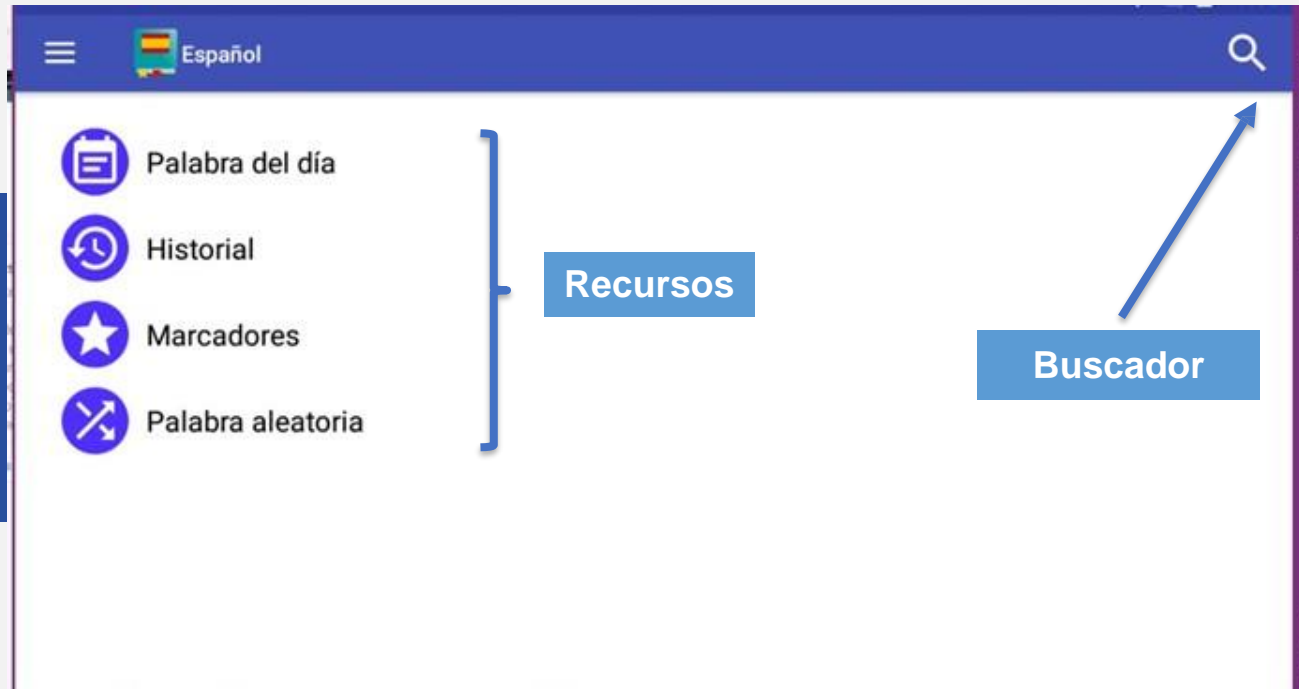 Español
Palabra del día
Historial
Recursos
Marcadores
Buscador
Palabra aleatoria